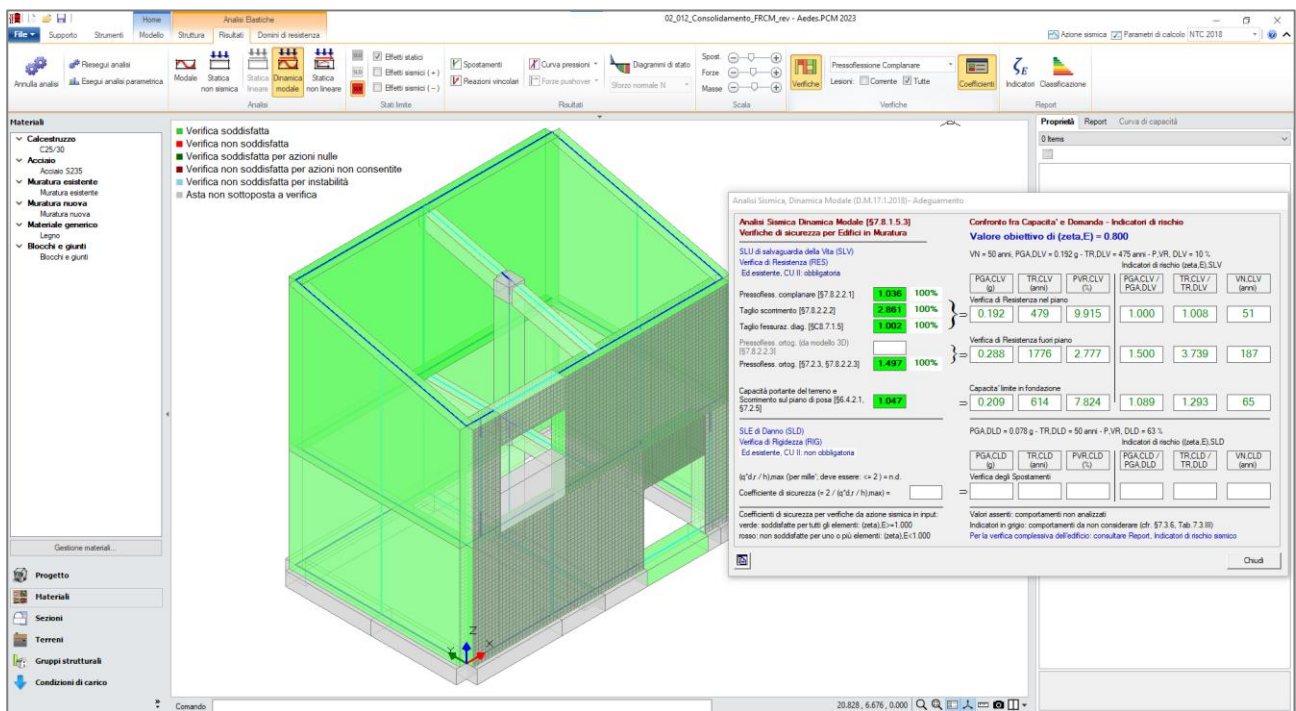 02_012_Consolidamento_FRCM_rev - Aedes.PCM 2023
Home
Analisi Elastiche
File
Supporto
Strumenti
Modello
Struttura
Risultati
Domini di resistenza
Azione sismica
Parametri di calcolo
NTC 2018
Annulla analisi
Riesegui analisi
Esegui analisi parametrica
Modale
Statica non sismica
Statica lineare
Dinamica modale
Statica non lineare
Analisi
Effetti statici
Effetti sismici (+)
Effetti sismici (–)
Stati limite
Spostamenti
Reazioni vincolari
Curva pressioni
Forze pushover
Risultati
Diagrammi di stato
Sforzo normale N
Spost.
Forze
Masse
Scala
Verifiche
Pressoflessione Complanare
Lesioni:
Corrente
Tutte
Coefficienti
Verifiche
Indicatori
Classificazione
Report
Materiali
Calcestruzzo
C25/30
Acciaio
Acciaio S235
Muratura esistente
Muratura esistente
Muratura nuova
Muratura nuova
Materiale generico
Legno
Blocchi e giunti
Blocchi e giunti
Gestione materiali...
Progetto
Materiali
Sezioni
Terreni
Gruppi strutturali
Condizioni di carico
Verifica soddisfatta
Verifica non soddisfatta
Verifica soddisfatta per azioni nulle
Verifica non soddisfatta per azioni non consentite
Verifica non soddisfatta per instabilità
Asta non sottoposta a verifica
Z
X
Y
Comando
20.828 , 6.676, 0.000
Proprietà
Report
Curva di capacità
0 Items
Analisi Sismica, Dinamica Modale (D.M.17.1.2018)- Adeguamento
Analisi Sismica Dinamica Modale [§7.8.1.5.3]
Verifiche di sicurezza per Edifici in Muratura
SLU di salvaguardia della Vita (SLV)
Verifica di Resistenza (RES)
Ed.esistente, CU II: obbligatoria
Pressofless. complanare [§7.8.2.2.1] 1.036 100%
Taglio scorrimento [§7.8.2.2.2] 2.861 100%
Taglio fessuraz. diag. [§C8.7.1.5] 1.002 100%
Pressofless. ortog. (da modello 3D)
[§7.8.2.2.3]
Pressofless. ortog. [§7.2.3, §7.8.2.2.3] 1.497 100%
Capacità portante del terreno e
Scorrimento sul piano di posa [§6.4.2.1, §7.2.5] 1.047
SLE di Danno (SLD)
Verifica di Rigidezza (RIG)
Ed.esistente, CU II: non obbligatoria
(q*d,r / h),max (per mille: deve essere: <= 2 ) = n.d.
Coefficiente di sicurezza (= 2 / (q*d,r / h),max) =
Coefficienti di sicurezza per verifiche da azione sismica in input:
verde: soddisfatte per tutti gli elementi: (zeta),E>=1.000
rosso: non soddisfatte per uno o più elementi: (zeta),E<1.000
Confronto fra Capacita' e Domanda - Indicatori di rischio
Valore obiettivo di (zeta,E) = 0.800
VN = 50 anni, PGA,DLV = 0.192 g - TR,DLV = 475 anni - P,VR, DLV = 10 %
Indicatori di rischio (zeta,E),SLV
PGA,CLV (g) TR,CLV (anni) PVR,CLV (%) PGA,CLV / PGA,DLV TR,CLV / TR,DLV VN,CLV (anni)
Verifica di Resistenza nel piano
0.192 479 9.915 1.000 1.008 51
Verifica di Resistenza fuori piano
0.288 1776 2.777 1.500 3.739 187
Capacita' limite in fondazione
0.209 614 7.824 1.089 1.293 65
PGA,DLD = 0.078 g - TR,DLD = 50 anni - P,VR, DLD = 63 %
Indicatori di rischio ((zeta,E),SLD
PGA,CLD (g) TR,CLD (anni) PVR,CLD (%) PGA,CLD / PGA,DLD TR,CLD / TR,DLD VN,CLD (anni)
Verifica degli Spostamenti
Valori assenti: comportamenti non analizzati
Indicatori in grigio: comportamenti da non considerare (cfr. §7.3.6, Tab.7.3.III)
Per la verifica complessiva dell'edificio: consultare Report, Indicatori di rischio sismico
Chiudi